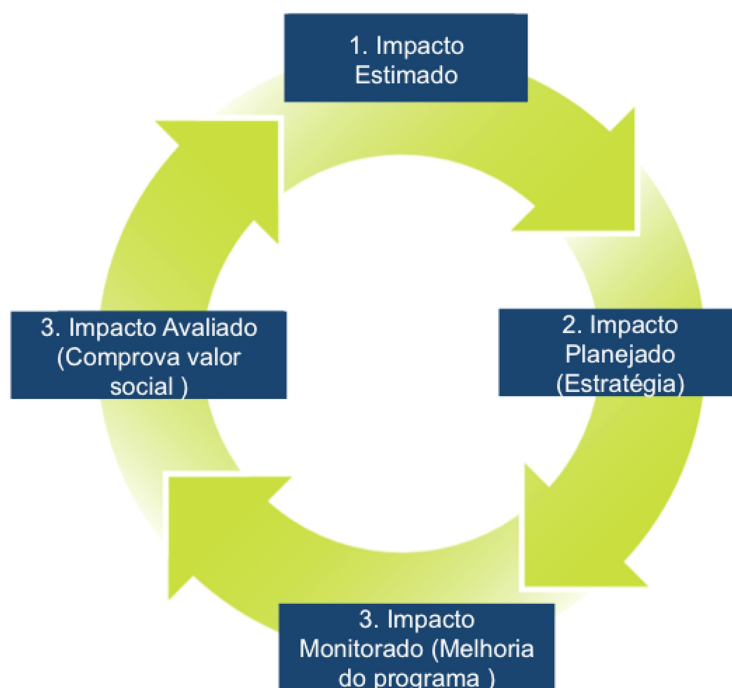 1. Impacto
Estimado
2. Impacto
Planejado
(Estratégia)
3. Impacto
Monitorado (Melhoria
do programa )
3. Impacto Avaliado
(Comprova valor
social )